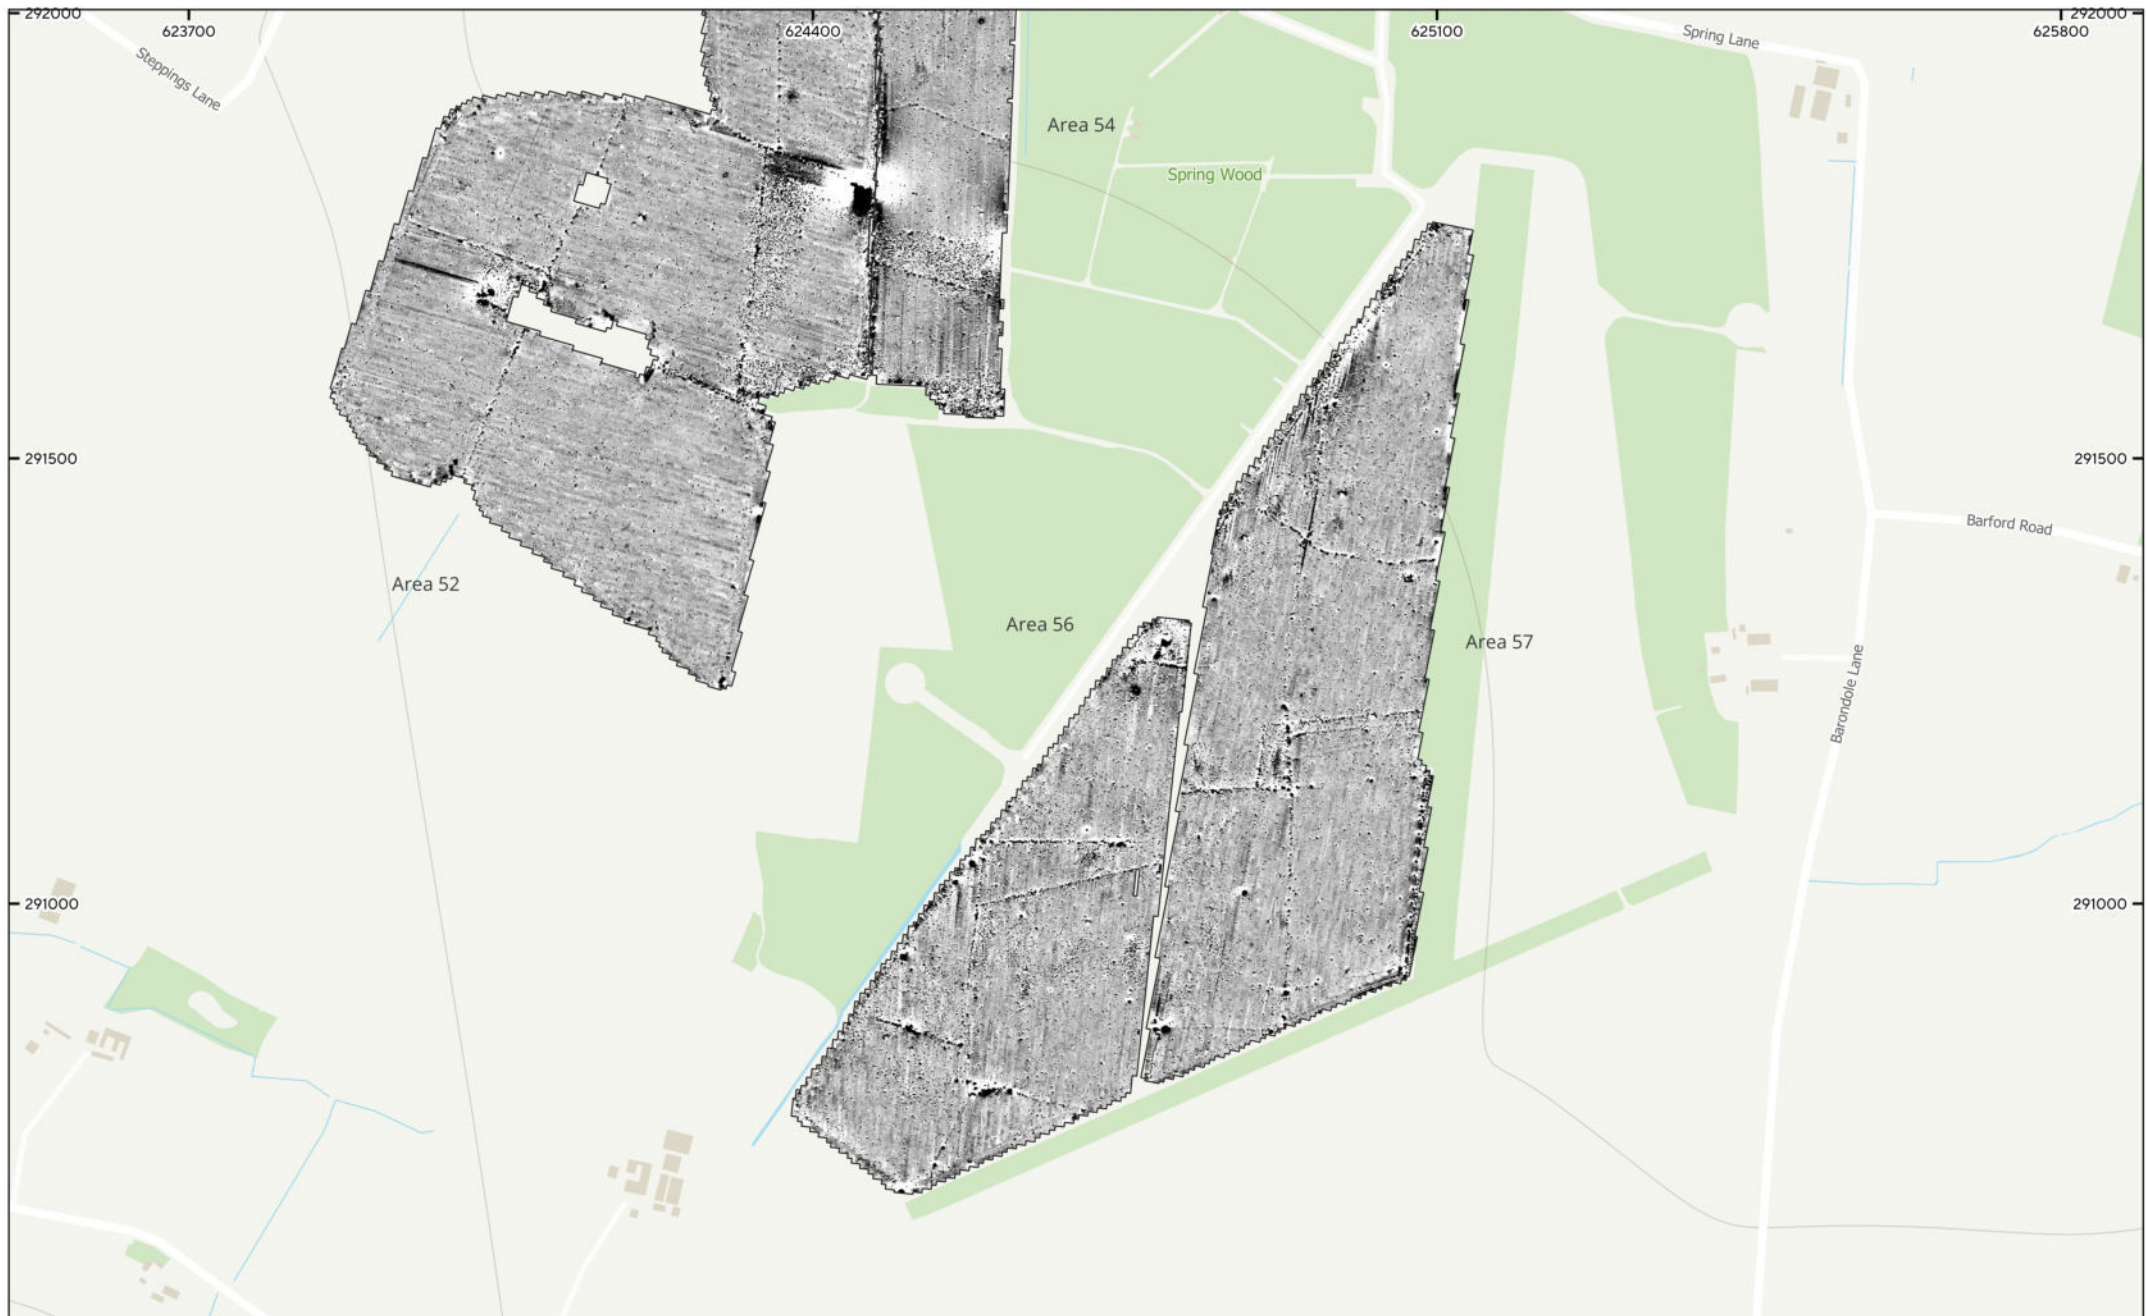 292000
292000
623700
624400
625100
625800
Spring Lane
Steppings Lane
Area 54
Spring Wood
291500
291500
Barford Road
Area 52
Area 56
Area 57
Barondole Lane
291000
291000